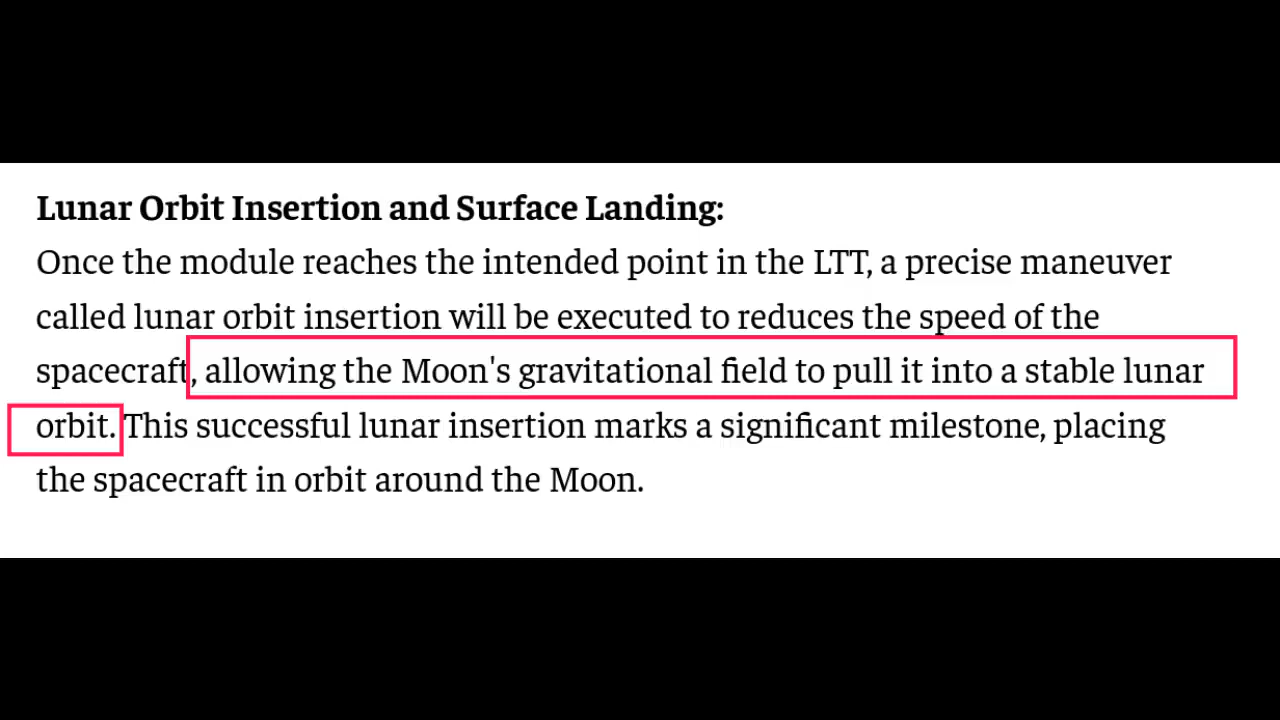 Lunar Orbit Insertion and Surface Landing:
Once the module reaches the intended point in the LTT, a precise maneuver
called lunar orbit insertion will be executed to reduces the speed of the
spacecraft, allowing the Moon's gravitational field to pull it into a stable lunar
orbit. This successful lunar insertion marks a significant milestone, placing
the spacecraft in orbit around the Moon.